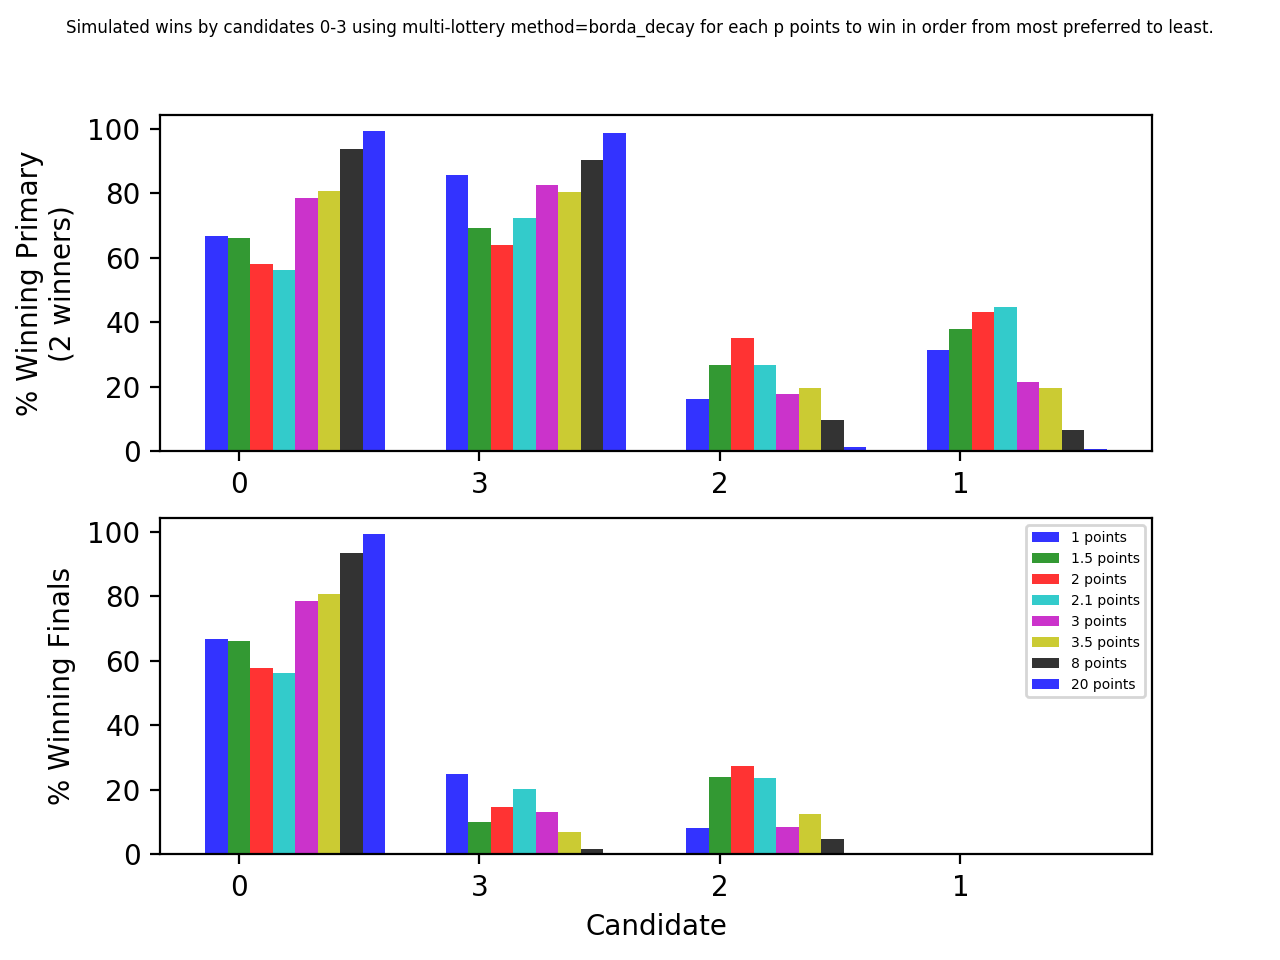 Simulated wins by candidates 0-3 using multi-lottery method=borda_decay for each p points to win in order from most preferred to least.
% Winning Primary
(2 winners)
100
80
60
40
20
0
0 3 2 1
% Winning Finals
100
80
60
40
20
0
1 points
1.5 points
2 points
2.1 points
3 points
3.5 points
8 points
20 points
0 3 2 1
Candidate